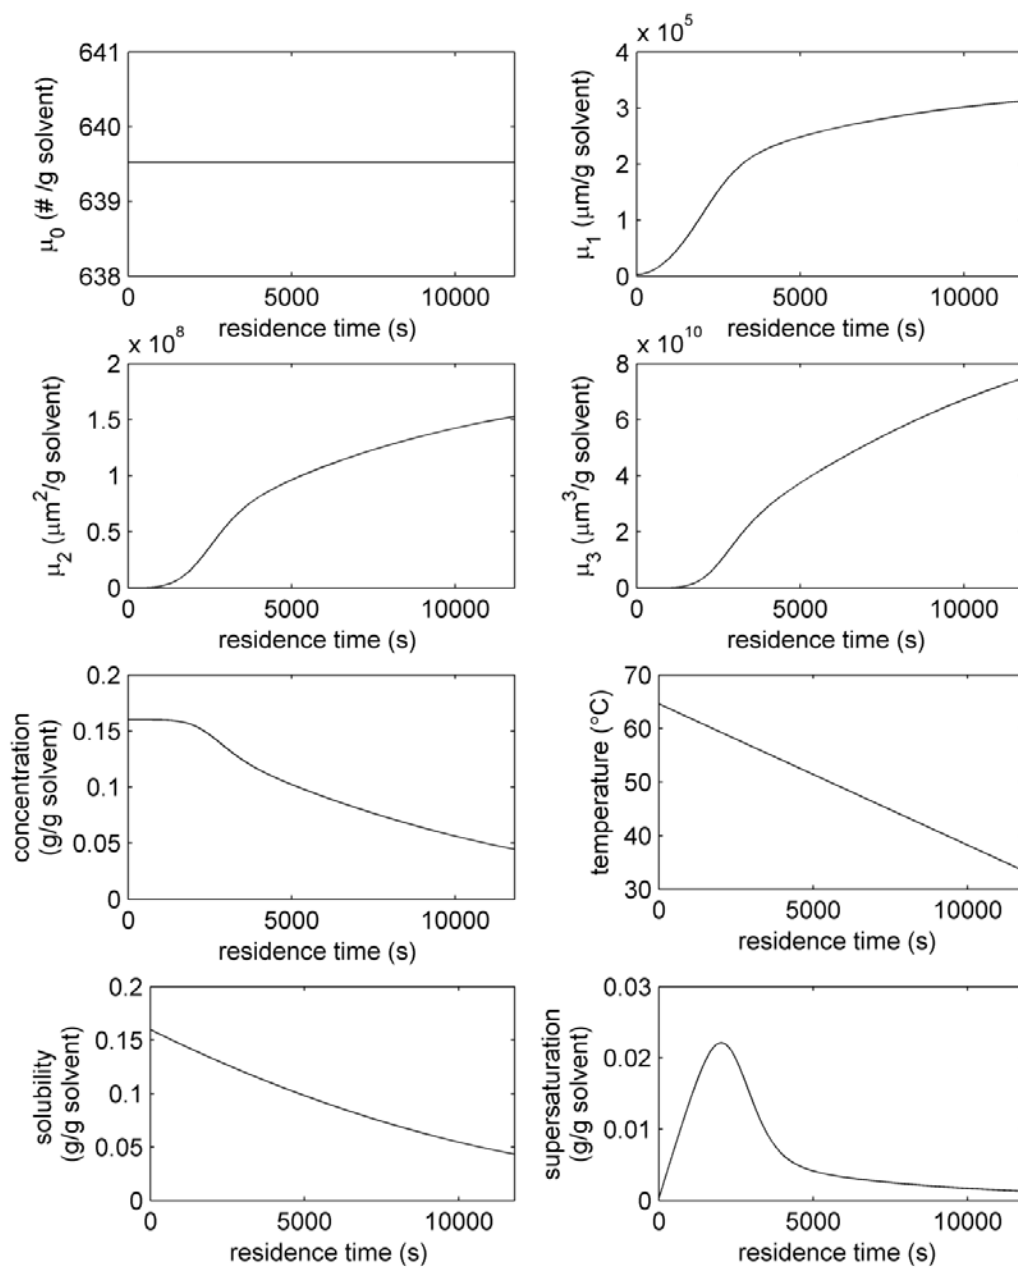 641
640
639
638
μ0 (# /g solvent)
0 5000 10000
residence time (s)
x 10^5
4
3
2
1
0
μ1 (μm/g solvent)
0 5000 10000
residence time (s)
x 10^8
2
1.5
1
0.5
0
μ2 (μm^2/g solvent)
0 5000 10000
residence time (s)
x 10^10
8
6
4
2
0
μ3 (μm^3/g solvent)
0 5000 10000
residence time (s)
0.2
0.15
0.1
0.05
0
concentration
(g/g solvent)
0 5000 10000
residence time (s)
70
60
50
40
30
temperature (°C)
0 5000 10000
residence time (s)
0.2
0.15
0.1
0.05
0
solubility
(g/g solvent)
0 5000 10000
residence time (s)
0.03
0.02
0.01
0
supersaturation
(g/g solvent)
0 5000 10000
residence time (s)